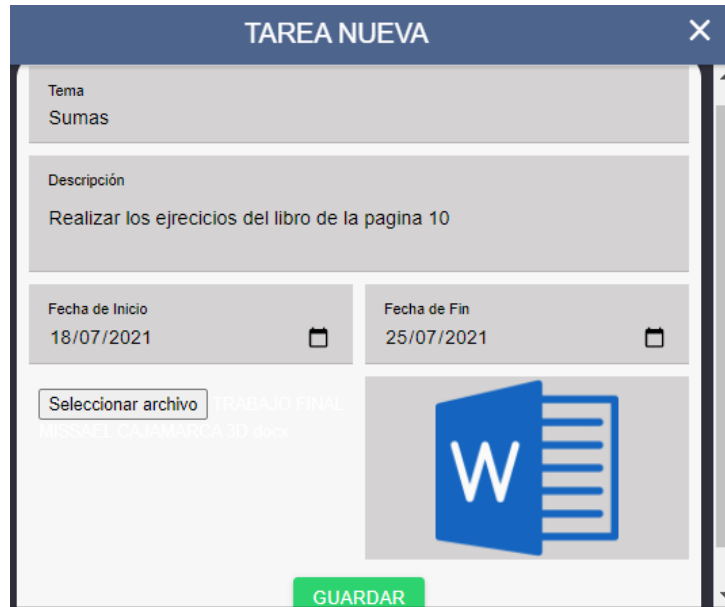 TAREA NUEVA
Tema
Sumas
Descripción
Realizar los ejrecicios del libro de la pagina 10
Fecha de Inicio
18/07/2021
Fecha de Fin
25/07/2021
Seleccionar archivo TRABAJO FINAL
MISSAEL CAJAMARCA 3D.docx
W
GUARDAR